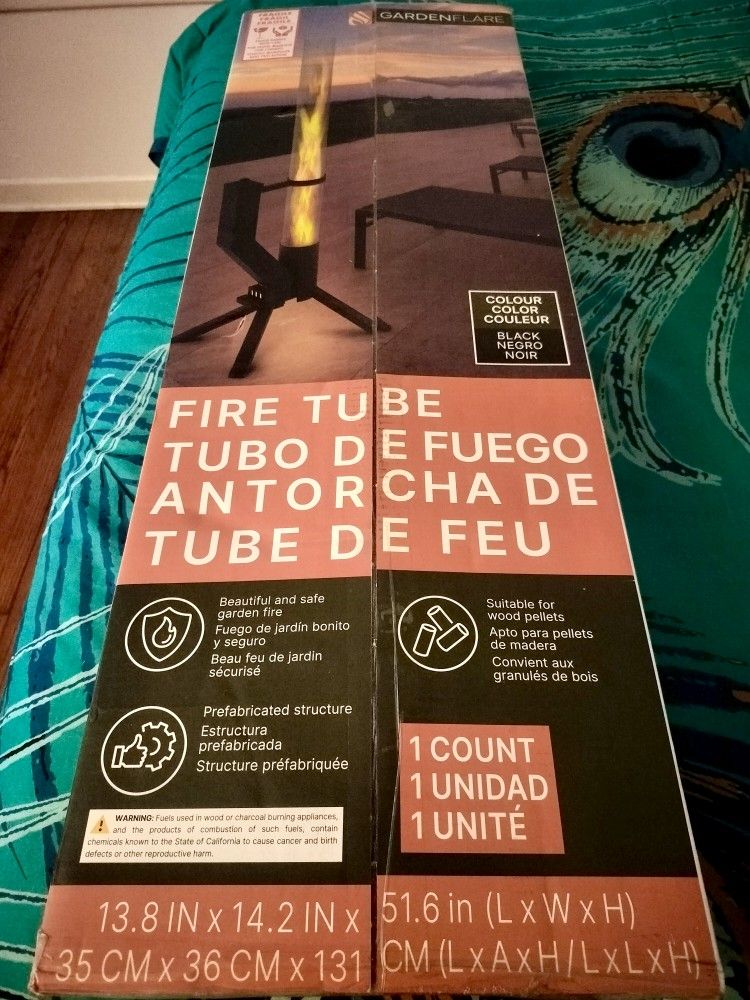 FRAGILE
FRÁGIL
FRAGILE
GARDENFLARE
COLOUR
COLOR
COULEUR
BLACK
NEGRO
NOIR
FIRE TUBE
TUBO DE FUEGO
ANTORCHA DE
TUBE DE FEU
Beautiful and safe
garden fire
Fuego de jardín bonito
y seguro
Beau feu de jardin
sécurisé
Suitable for
wood pellets
Apto para pellets
de madera
Convient aux
granulés de bois
Prefabricated structure
Estructura
prefabricada
Structure préfabriquée
1 COUNT
1 UNIDAD
1 UNITÉ
WARNING: Fuels used in wood or charcoal burning appliances,
and the products of combustion of such fuels, contain
chemicals known to the State of California to cause cancer and birth
defects or other reproductive harm.
13.8 IN x 14.2 IN x 51.6 in (L x W x H)
35 CM x 36 CM x 131 CM (L x A x H / L x L x H)